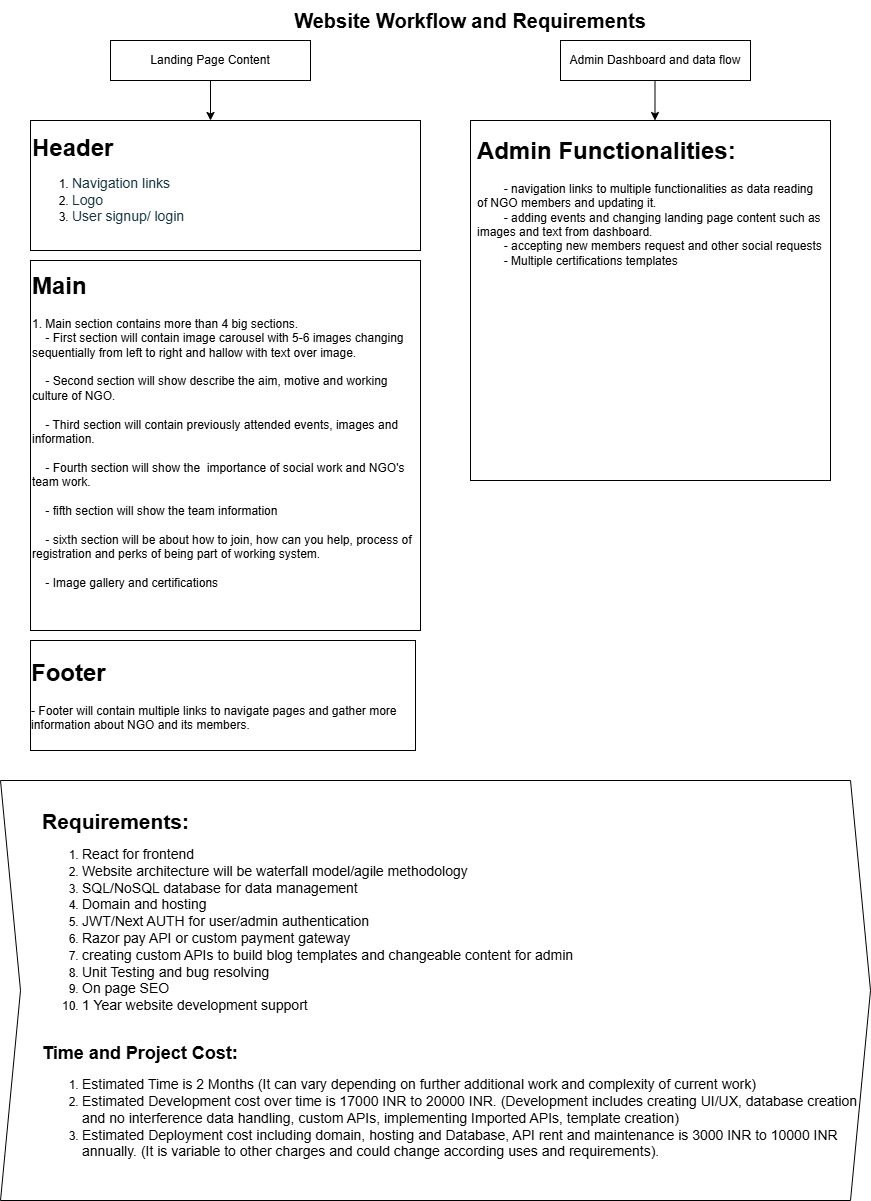 Website Workflow and Requirements
Landing Page Content
Header
1. Navigation links
2. Logo
3. User signup/ login
Main
1. Main section contains more than 4 big sections.
- First section will contain image carousel with 5-6 images changing
sequentially from left to right and hallow with text over image.
- Second section will show describe the aim, motive and working
culture of NGO.
- Third section will contain previously attended events, images and
information.
- Fourth section will show the  importance of social work and NGO's
team work.
- fifth section will show the team information
- sixth section will be about how to join, how can you help, process of
registration and perks of being part of working system.
- Image gallery and certifications
Footer
- Footer will contain multiple links to navigate pages and gather more
information about NGO and its members.
Admin Dashboard and data flow
Admin Functionalities:
- navigation links to multiple functionalities as data reading
of NGO members and updating it.
- adding events and changing landing page content such as
images and text from dashboard.
- accepting new members request and other social requests
- Multiple certifications templates
Requirements:
1. React for frontend
2. Website architecture will be waterfall model/agile methodology
3. SQL/NoSQL database for data management
4. Domain and hosting
5. JWT/Next AUTH for user/admin authentication
6. Razor pay API or custom payment gateway
7. creating custom APIs to build blog templates and changeable content for admin
8. Unit Testing and bug resolving
9. On page SEO
10. 1 Year website development support
Time and Project Cost:
1. Estimated Time is 2 Months (It can vary depending on further additional work and complexity of current work)
2. Estimated Development cost over time is 17000 INR to 20000 INR. (Development includes creating UI/UX, database creation
and no interference data handling, custom APIs, implementing Imported APIs, template creation)
3. Estimated Deployment cost including domain, hosting and Database, API rent and maintenance is 3000 INR to 10000 INR
annually. (It is variable to other charges and could change according uses and requirements).